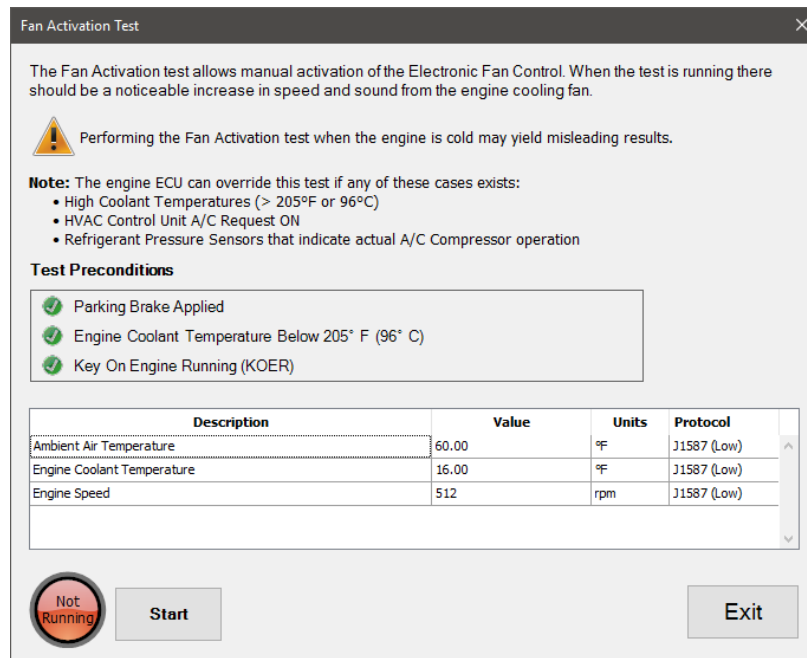 Fan Activation Test
The Fan Activation test allows manual activation of the Electronic Fan Control. When the test is running there
should be a noticeable increase in speed and sound from the engine cooling fan.
Performing the Fan Activation test when the engine is cold may yield misleading results.
Note: The engine ECU can override this test if any of these cases exists:
• High Coolant Temperatures (> 205ºF or 96ºC)
• HVAC Control Unit A/C Request ON
• Refrigerant Pressure Sensors that indicate actual A/C Compressor operation
Test Preconditions
Parking Brake Applied
Engine Coolant Temperature Below 205° F (96° C)
Key On Engine Running (KOER)
Description Value Units Protocol
Ambient Air Temperature 60.00 ºF J1587 (Low)
Engine Coolant Temperature 16.00 ºF J1587 (Low)
Engine Speed 512 rpm J1587 (Low)
Not
Running
Start
Exit